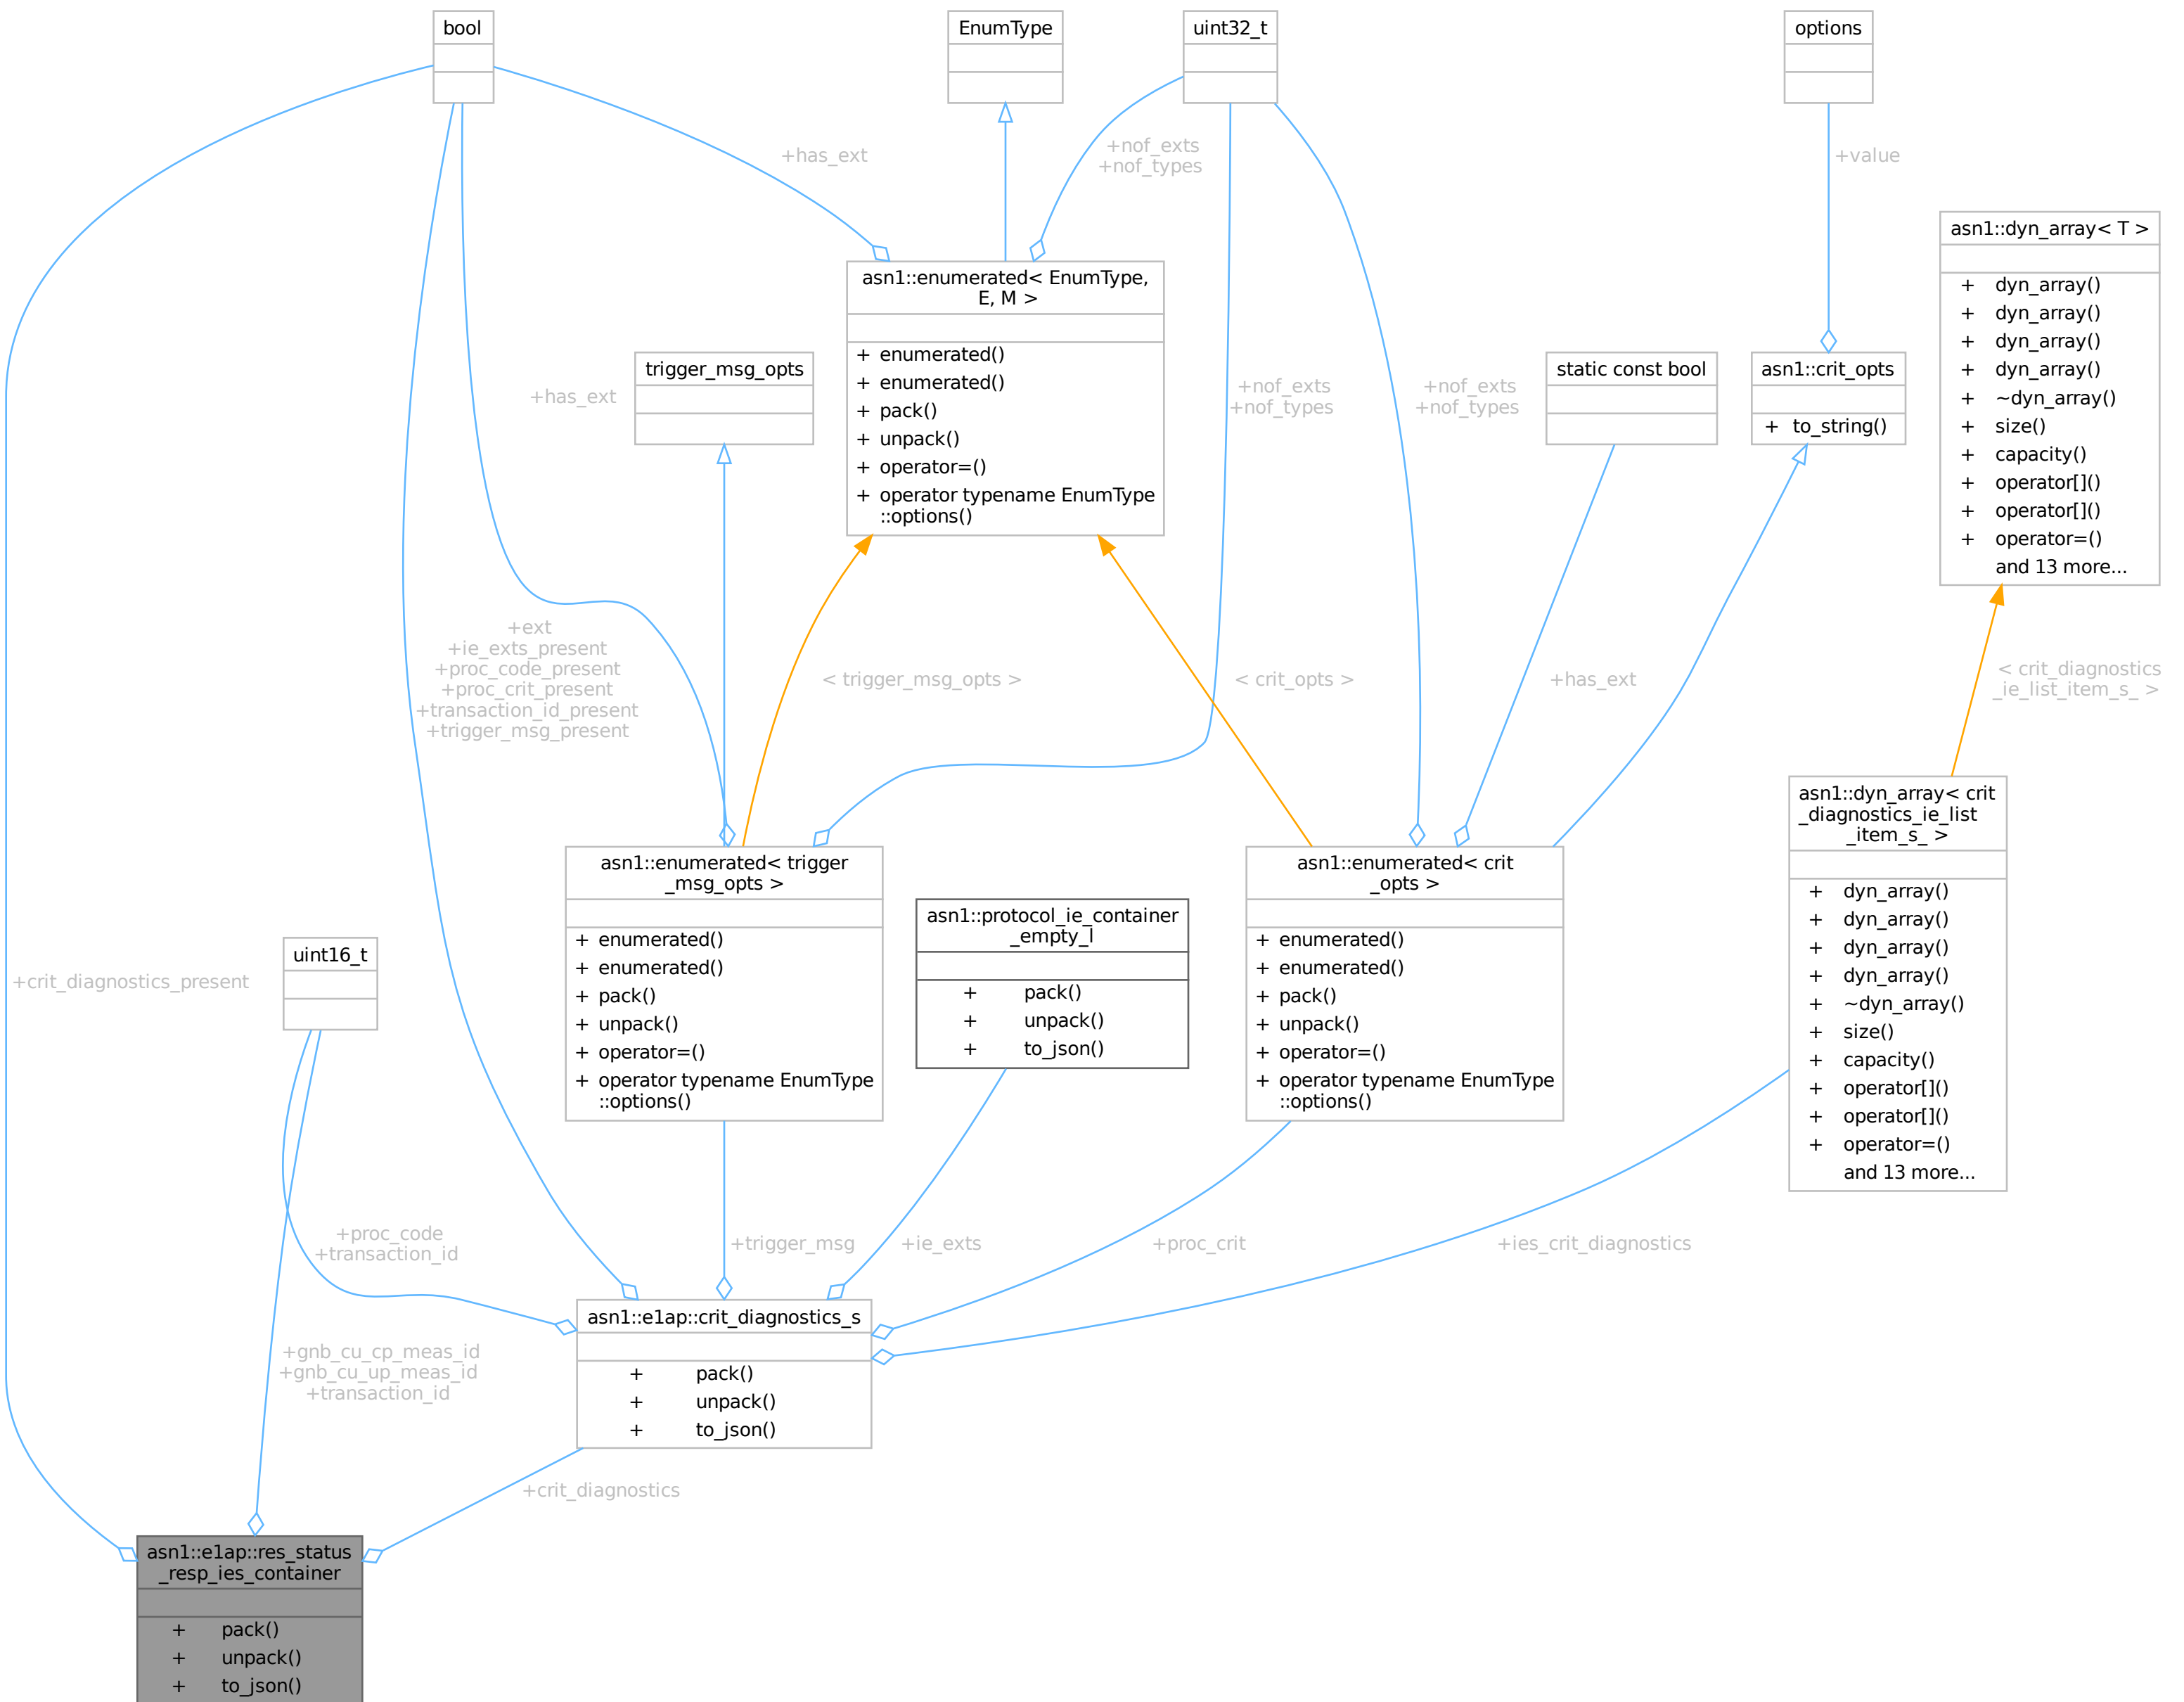 bool
EnumType
uint32_t
options
+has_ext
+nof_exts
+nof_types
+value
asn1::dyn_array< T >
+ dyn_array()
+ dyn_array()
+ dyn_array()
+ dyn_array()
+ ~dyn_array()
+ size()
+ capacity()
+ operator[]()
+ operator[]()
+ operator=()
and 13 more...
asn1::enumerated< EnumType,
E, M >
+ enumerated()
+ enumerated()
+ pack()
+ unpack()
+ operator=()
+ operator typename EnumType
::options()
trigger_msg_opts
static const bool
asn1::crit_opts
+ to_string()
+has_ext
+nof_exts
+nof_types
+nof_exts
+nof_types
+ext
+ie_exts_present
+proc_code_present
+proc_crit_present
+transaction_id_present
+trigger_msg_present
< trigger_msg_opts >
< crit_opts >
+has_ext
< crit_diagnostics
_ie_list_item_s_ >
asn1::dyn_array< crit
_diagnostics_ie_list
_item_s_ >
+ dyn_array()
+ dyn_array()
+ dyn_array()
+ dyn_array()
+ ~dyn_array()
+ size()
+ capacity()
+ operator[]()
+ operator[]()
+ operator=()
and 13 more...
asn1::enumerated< trigger
_msg_opts >
+ enumerated()
+ enumerated()
+ pack()
+ unpack()
+ operator=()
+ operator typename EnumType
::options()
asn1::protocol_ie_container
_empty_l
+ pack()
+ unpack()
+ to_json()
asn1::enumerated< crit
_opts >
+ enumerated()
+ enumerated()
+ pack()
+ unpack()
+ operator=()
+ operator typename EnumType
::options()
uint16_t
+crit_diagnostics_present
+proc_code
+transaction_id
+trigger_msg
+ie_exts
+proc_crit
+ies_crit_diagnostics
asn1::e1ap::crit_diagnostics_s
+ pack()
+ unpack()
+ to_json()
+gnb_cu_cp_meas_id
+gnb_cu_up_meas_id
+transaction_id
+crit_diagnostics
asn1::e1ap::res_status
_resp_ies_container
+ pack()
+ unpack()
+ to_json()